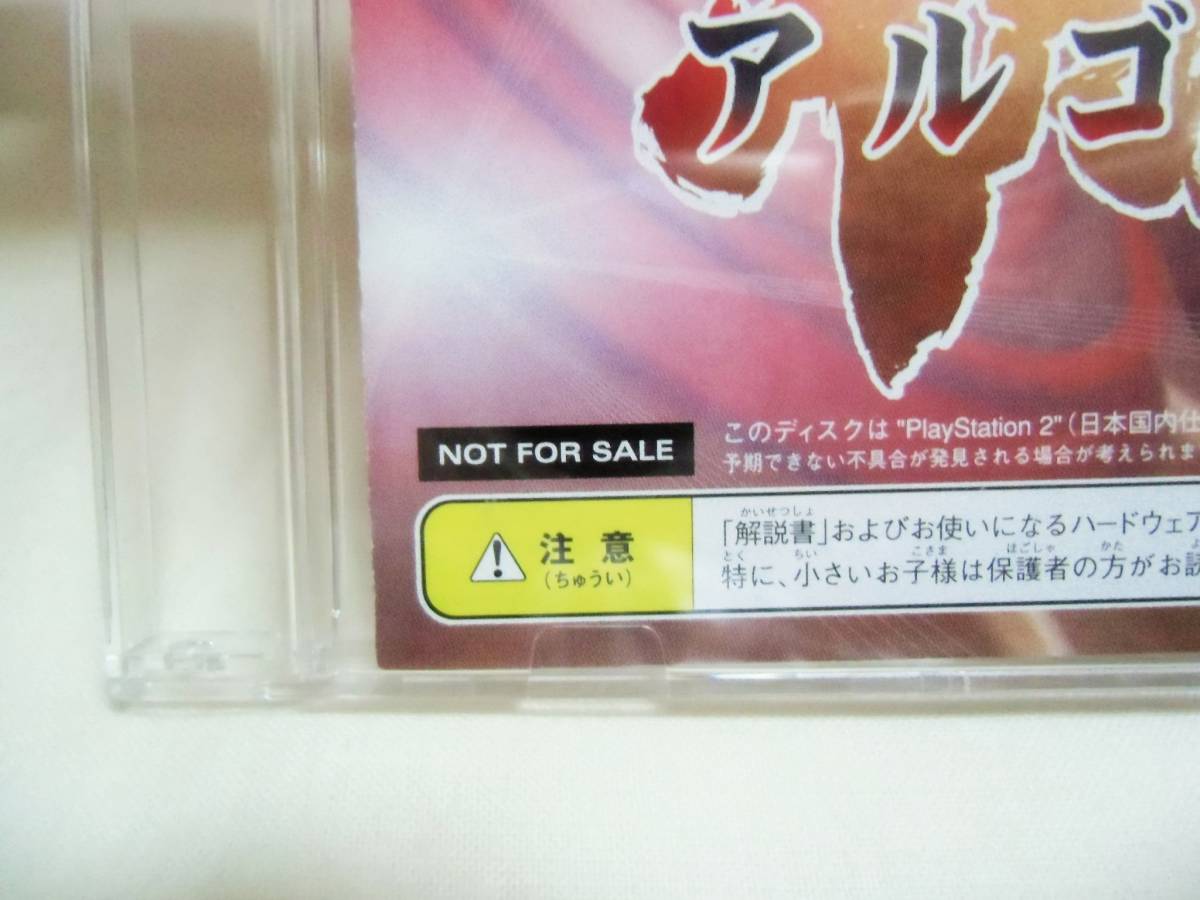 アルゴ
NOT FOR SALE
このディスクは "PlayStation 2"（日本国内仕
予期できない不具合が発見される場合が考えられま
注意
（ちゅうい）
かいせつしょ
「解説書」およびお使いになるハードウェア
とく ちい こさま ほごしゃ かた よ
特に、小さいお子様は保護者の方がお読